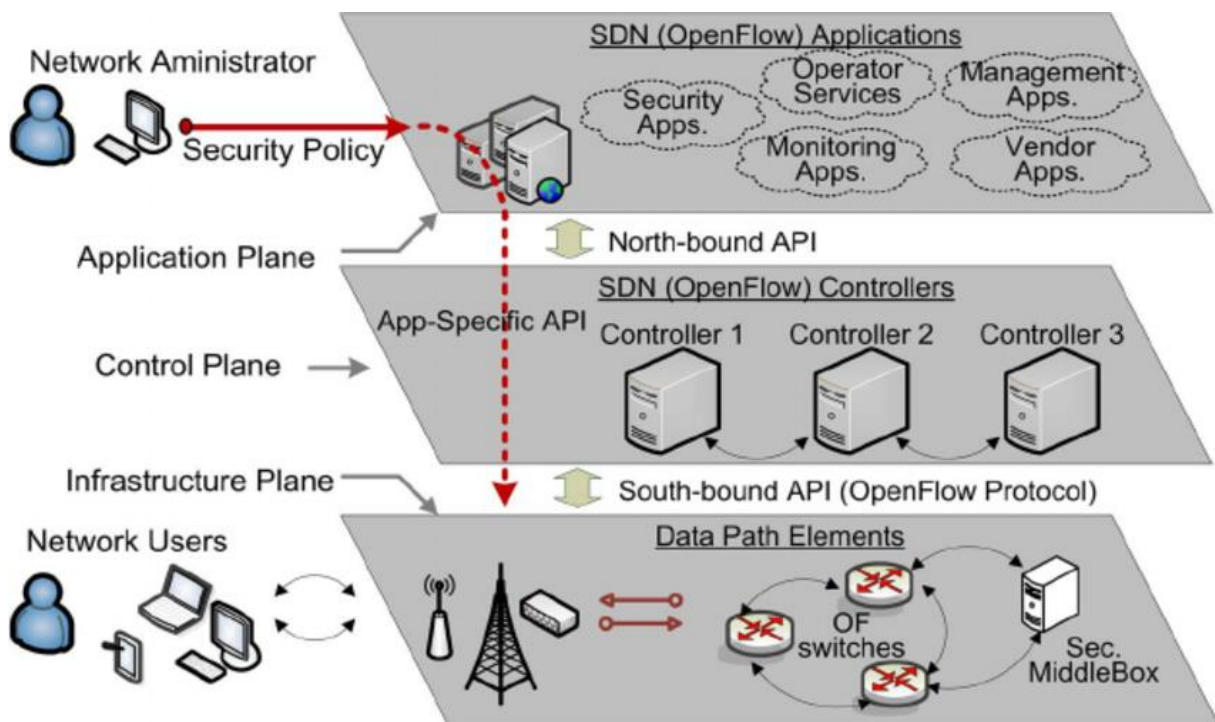 SDN (OpenFlow) Applications
Network Aministrator
Security Policy
Security
Apps.
Operator
Services
Management
Apps.
Monitoring
Apps.
Vendor
Apps.
Application Plane
North-bound API
SDN (OpenFlow) Controllers
App-Specific API
Controller 1
Controller 2
Controller 3
Control Plane
Infrastructure Plane
South-bound API (OpenFlow Protocol)
Network Users
Data Path Elements
OF
switches
Sec.
MiddleBox